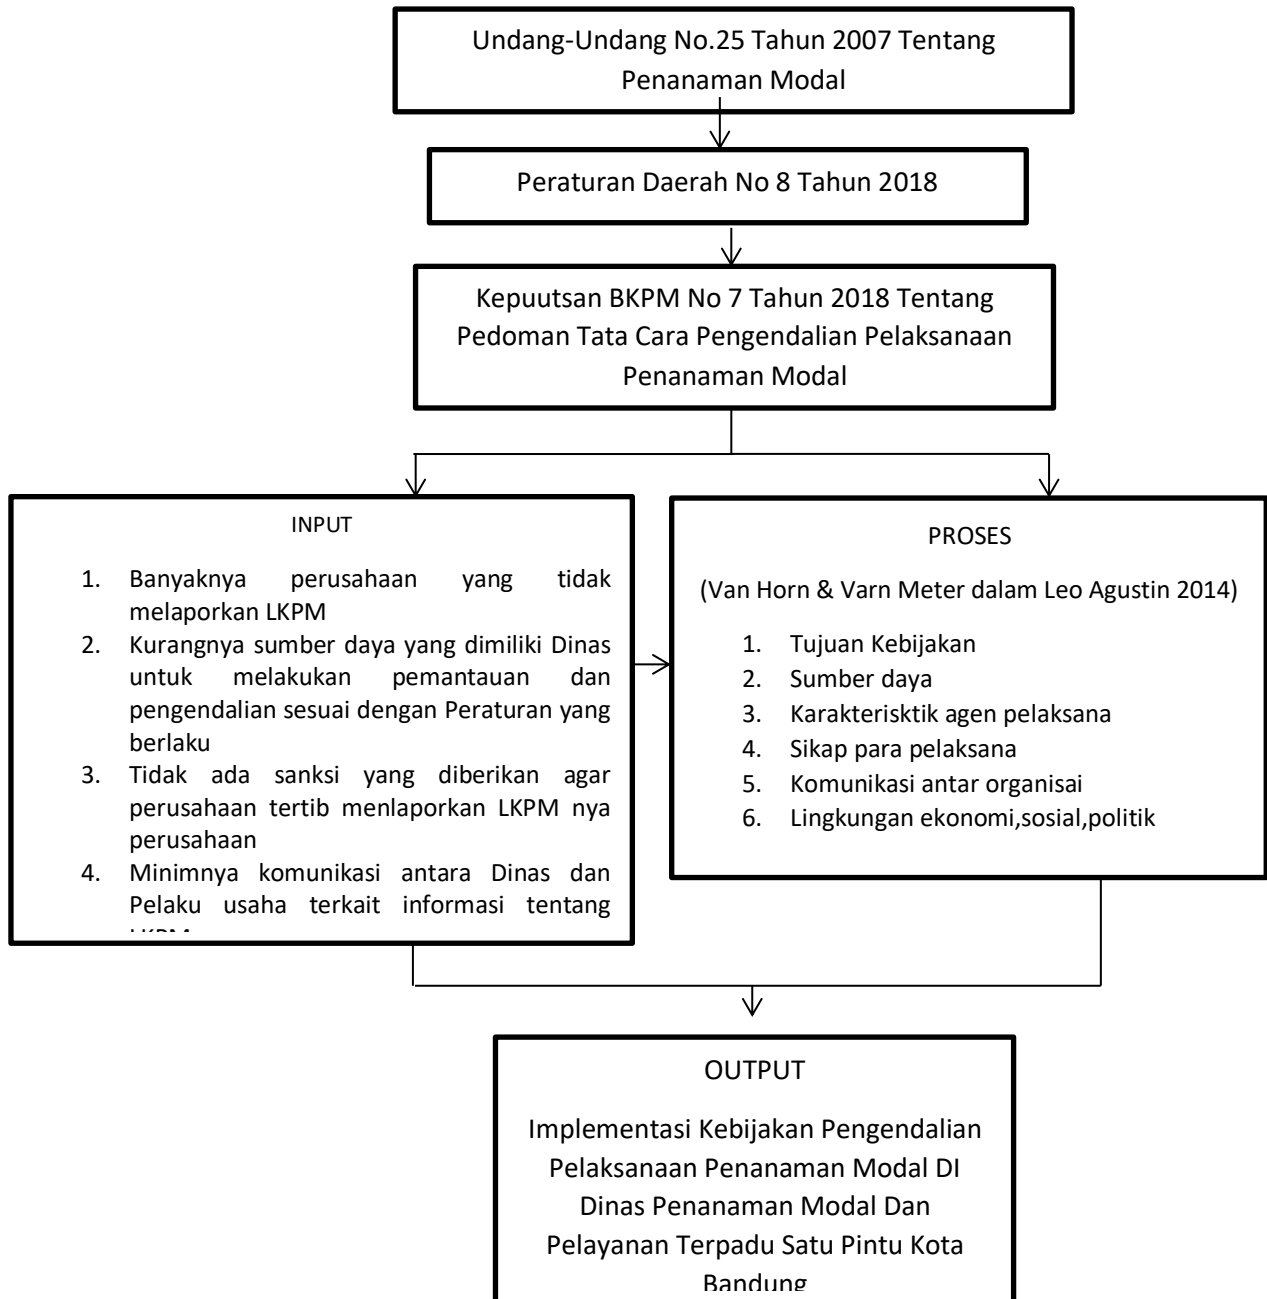 Undang-Undang No.25 Tahun 2007 Tentang
Penanaman Modal
Peraturan Daerah No 8 Tahun 2018
Kepuutsan BKPM No 7 Tahun 2018 Tentang
Pedoman Tata Cara Pengendalian Pelaksanaan
Penanaman Modal
INPUT
1. Banyaknya perusahaan yang tidak
melaporkan LKPM
2. Kurangnya sumber daya yang dimiliki Dinas
untuk melakukan pemantauan dan
pengendalian sesuai dengan Peraturan yang
berlaku
3. Tidak ada sanksi yang diberikan agar
perusahaan tertib menlaporkan LKPM nya
perusahaan
4. Minimnya komunikasi antara Dinas dan
Pelaku usaha terkait informasi tentang
PROSES
(Van Horn & Varn Meter dalam Leo Agustin 2014)
1. Tujuan Kebijakan
2. Sumber daya
3. Karakterisktik agen pelaksana
4. Sikap para pelaksana
5. Komunikasi antar organisai
6. Lingkungan ekonomi,sosial,politik
OUTPUT
Implementasi Kebijakan Pengendalian
Pelaksanaan Penanaman Modal DI
Dinas Penanaman Modal Dan
Pelayanan Terpadu Satu Pintu Kota
Bandung